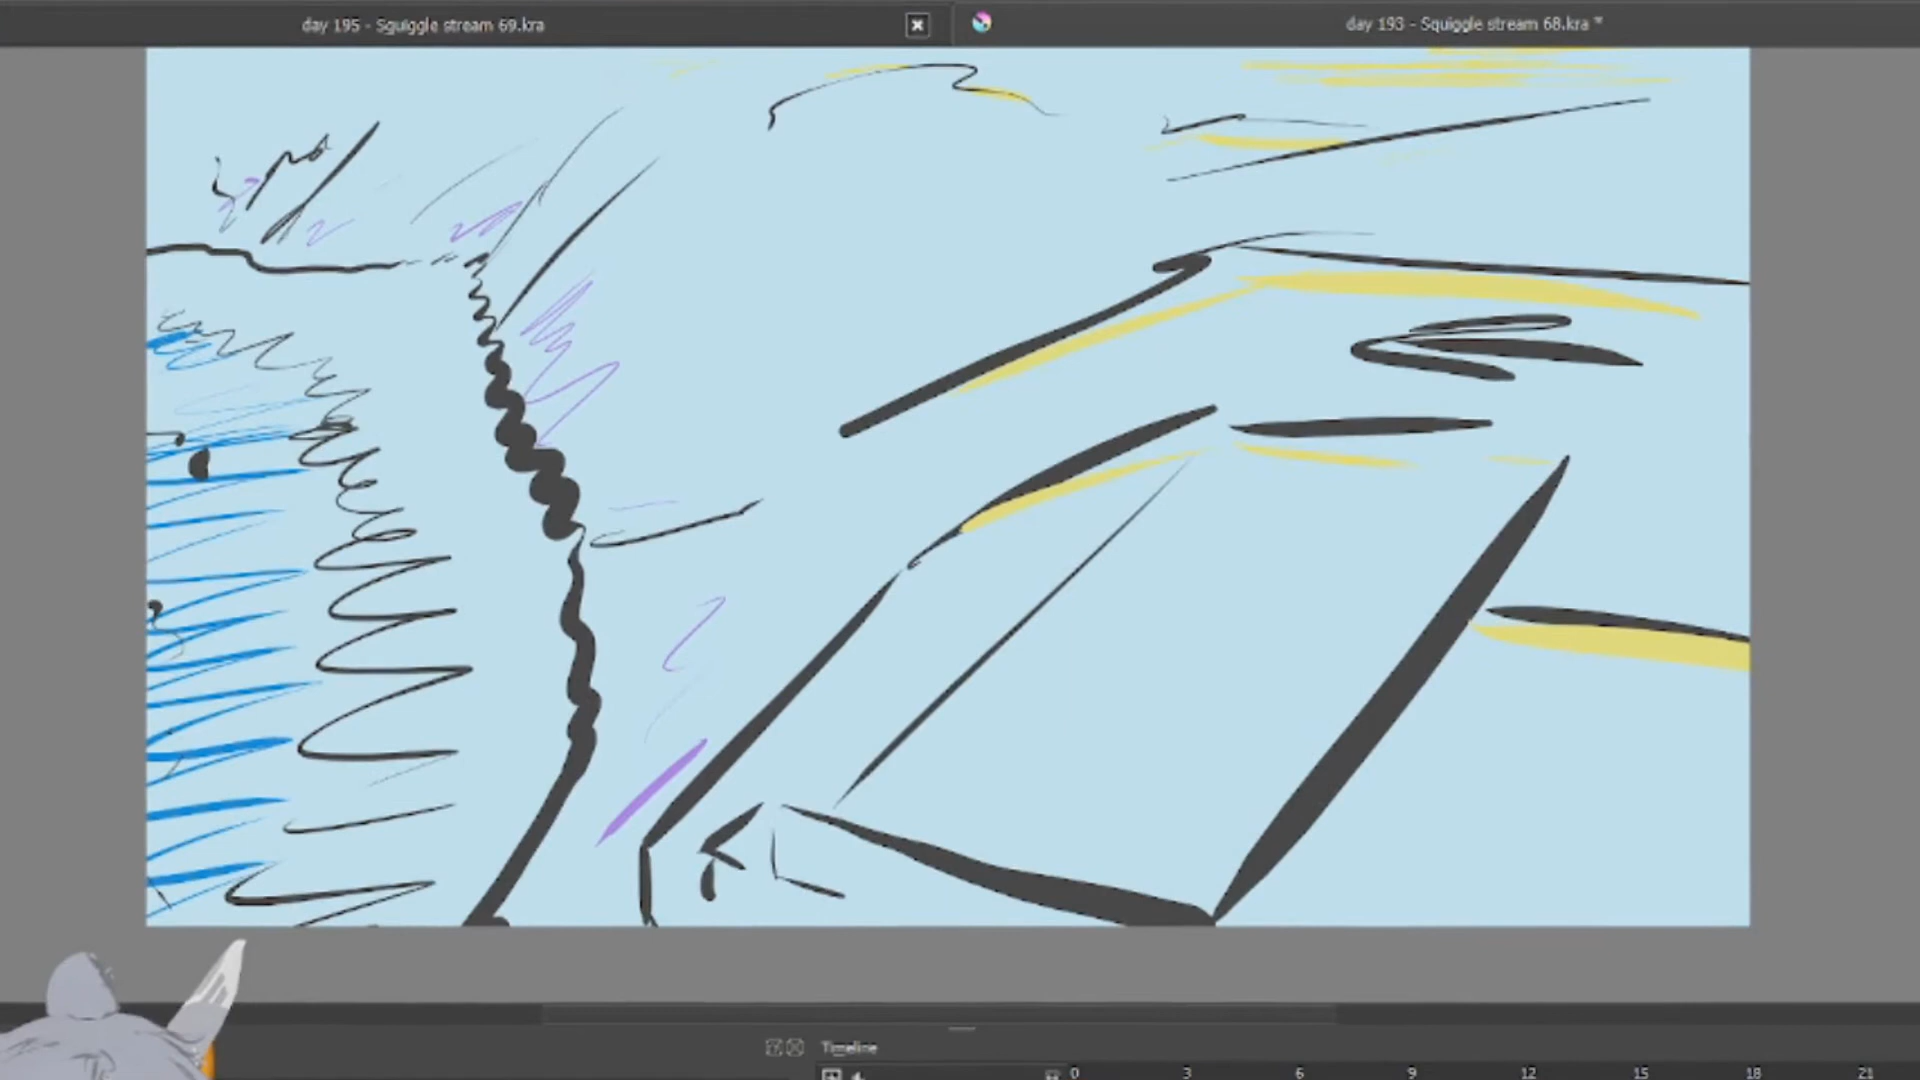 day 195 - Squiggle stream 69.kra
day 193 - Squiggle stream 68.kra *
Timeline
0 3 6 9 12 15 18 21